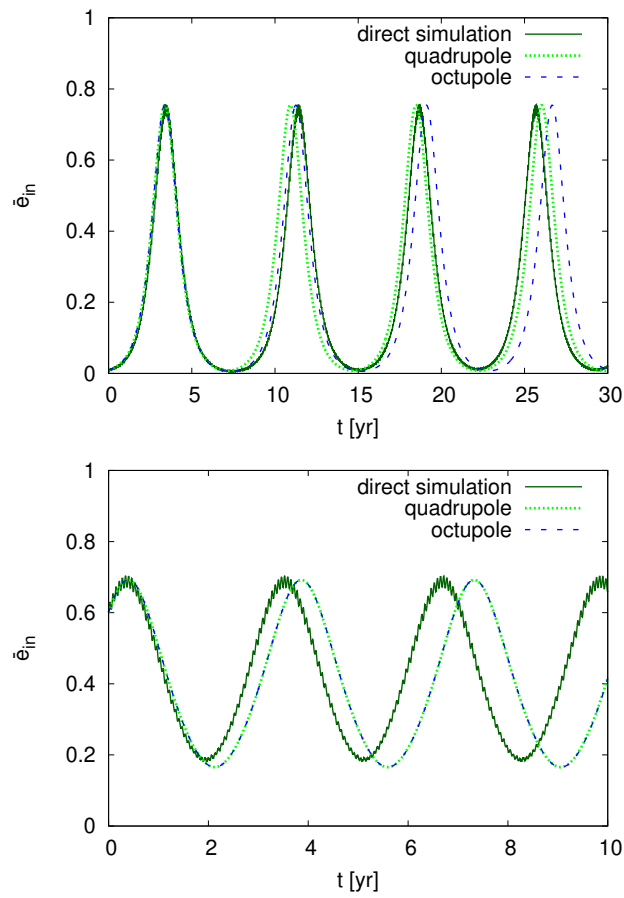 1
0.8
0.6
0.4
0.2
0
ē_in
direct simulation
quadrupole
octupole
0 5 10 15 20 25 30
t [yr]
1
0.8
0.6
0.4
0.2
0
ē_in
direct simulation
quadrupole
octupole
0 2 4 6 8 10
t [yr]